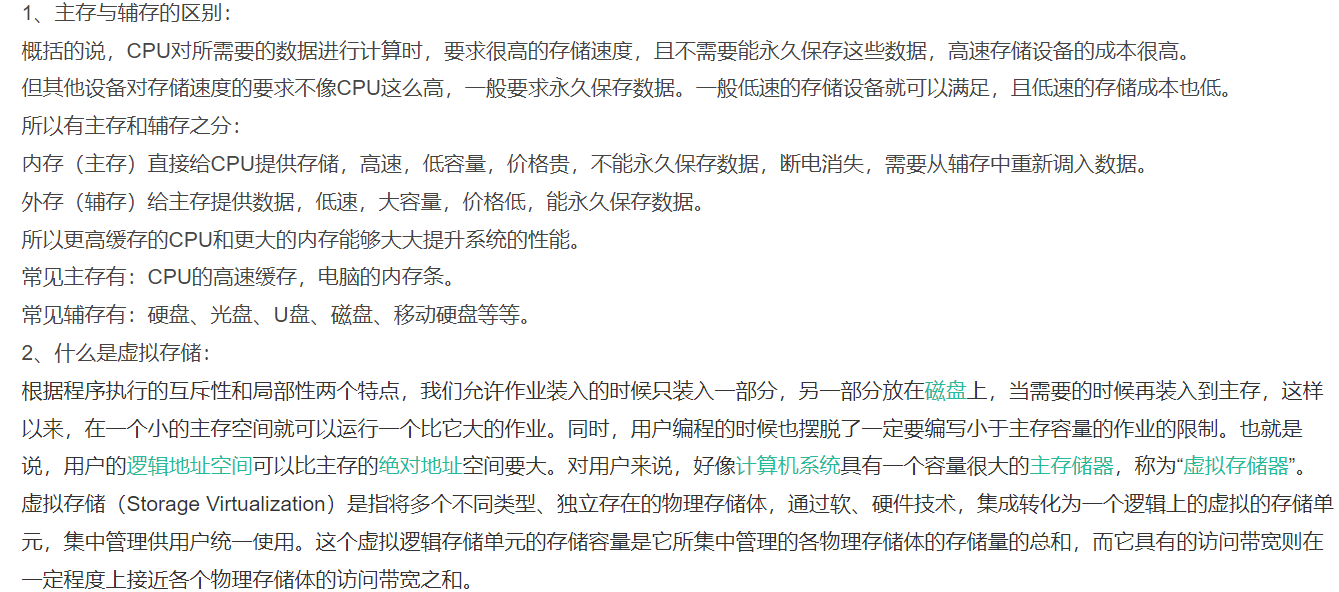 1、主存与辅存的区别：
概括的说，CPU对所需要的数据进行计算时，要求很高的存储速度，且不需要能永久保存这些数据，高速存储设备的成本很高。
但其他设备对存储速度的要求不像CPU这么高，一般要求永久保存数据。一般低速的存储设备就可以满足，且低速的存储成本也低。
所以有主存和辅存之分：
内存（主存）直接给CPU提供存储，高速，低容量，价格贵，不能永久保存数据，断电消失，需要从辅存中重新调入数据。
外存（辅存）给主存提供数据，低速，大容量，价格低，能永久保存数据。
所以更高缓存的CPU和更大的内存能够大大提升系统的性能。
常见主存有：CPU的高速缓存，电脑的内存条。
常见辅存有：硬盘、光盘、U盘、磁盘、移动硬盘等等。
2、什么是虚拟存储：
根据程序执行的互斥性和局部性两个特点，我们允许作业装入的时候只装入一部分，另一部分放在磁盘上，当需要的时候再装入到主存，这样
以来，在一个小的主存空间就可以运行一个比它大的作业。同时，用户编程的时候也摆脱了一定要编写小于主存容量的作业的限制。也就是
说，用户的逻辑地址空间可以比主存的绝对地址空间要大。对用户来说，好像计算机系统具有一个容量很大的主存储器，称为“虚拟存储器”。
虚拟存储（Storage Virtualization）是指将多个不同类型、独立存在的物理存储体，通过软、硬件技术，集成转化为一个逻辑上的虚拟的存储单
元，集中管理供用户统一使用。这个虚拟逻辑存储单元的存储容量是它所集中管理的各物理存储体的存储量的总和，而它具有的访问带宽则在
一定程度上接近各个物理存储体的访问带宽之和。